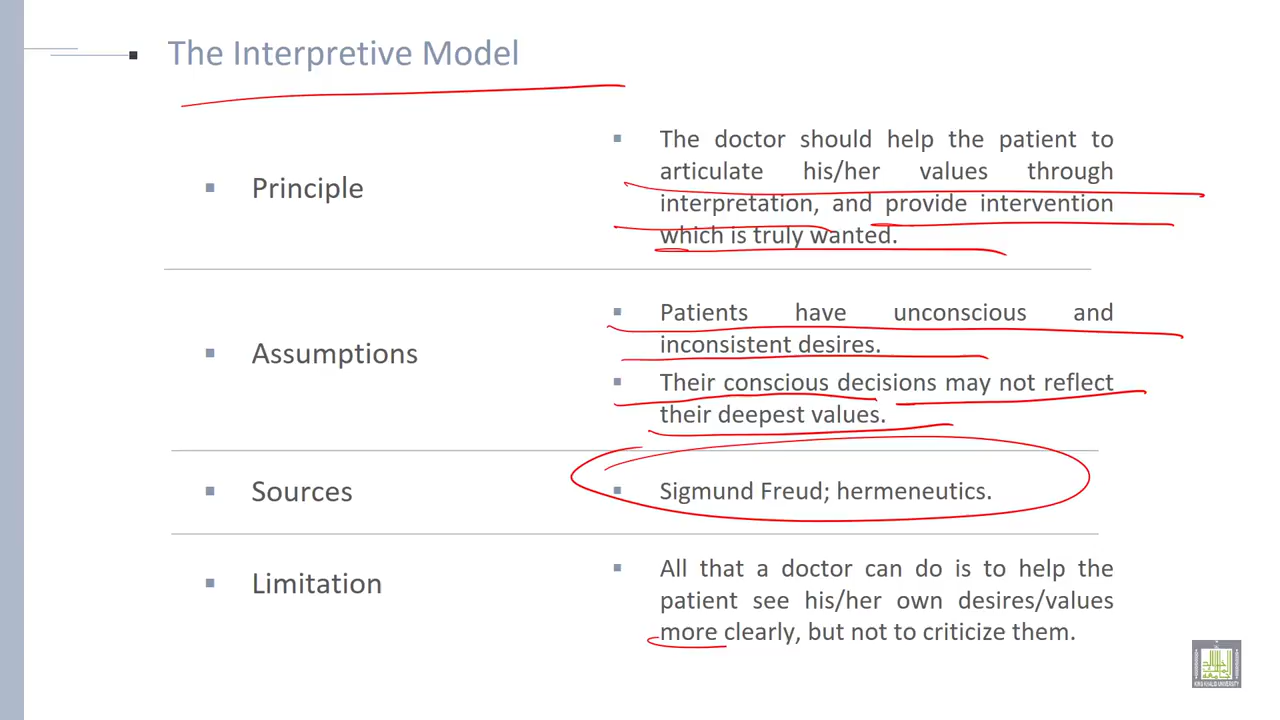 The Interpretive Model
Principle
The doctor should help the patient to
articulate his/her values through
interpretation, and provide intervention
which is truly wanted.
Assumptions
Patients have unconscious and
inconsistent desires.
Their conscious decisions may not reflect
their deepest values.
Sources
Sigmund Freud; hermeneutics.
Limitation
All that a doctor can do is to help the
patient see his/her own desires/values
more clearly, but not to criticize them.
KING KHALID UNIVERSITY